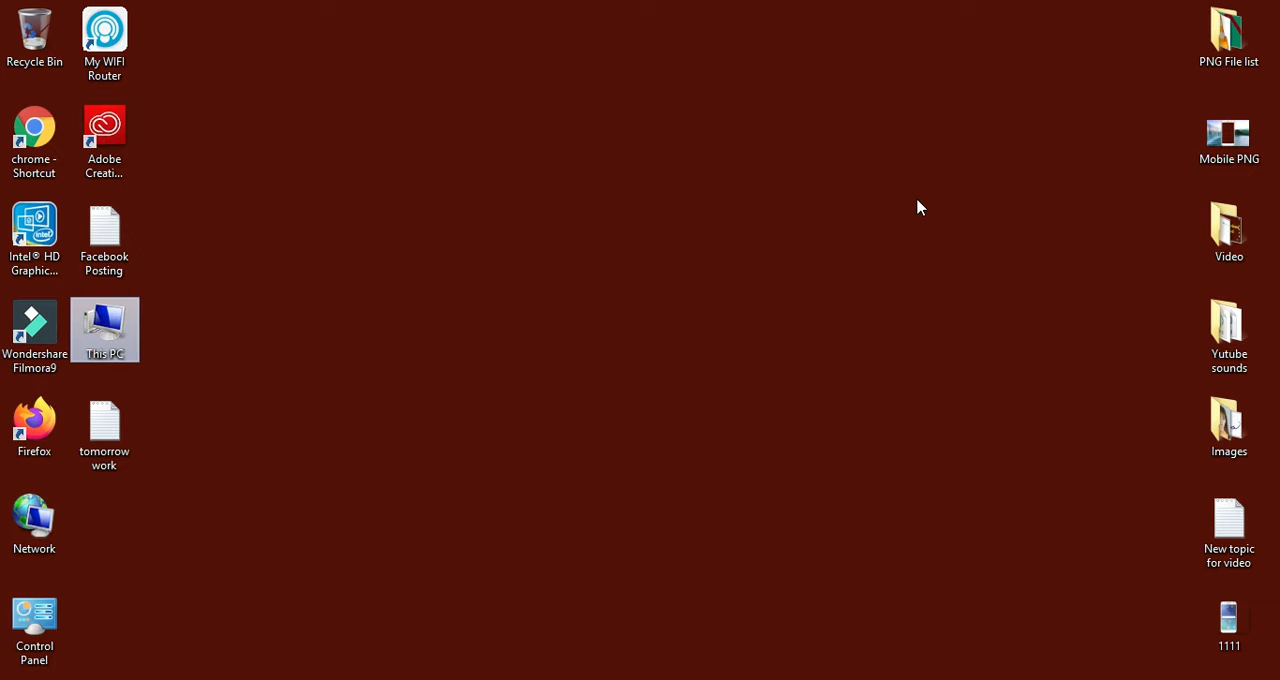 Recycle Bin
My WIFI
Router
PNG File list
chrome -
Shortcut
Adobe
Creati...
Mobile PNG
Intel® HD
Graphic...
Facebook
Posting
Video
Wondershare
Filmora9
This PC
Yutube
sounds
Firefox
tomorrow
work
Images
Network
New topic
for video
Control
Panel
1111